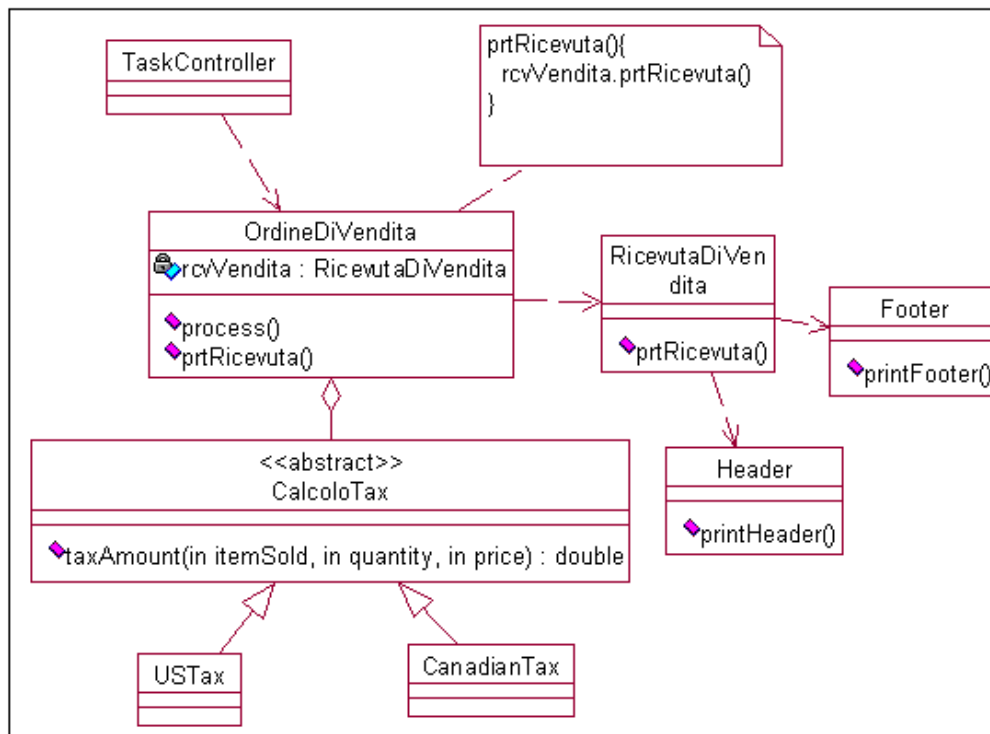 TaskController
prtRicevuta(){
rcvVendita.prtRicevuta()
}
OrdineDiVendita
rcvVendita : RicevutaDiVendita
process()
prtRicevuta()
RicevutaDiVen
dita
prtRicevuta()
Footer
printFooter()
Header
printHeader()
<<abstract>>
CalcoloTax
taxAmount(in itemSold, in quantity, in price) : double
USTax
CanadianTax